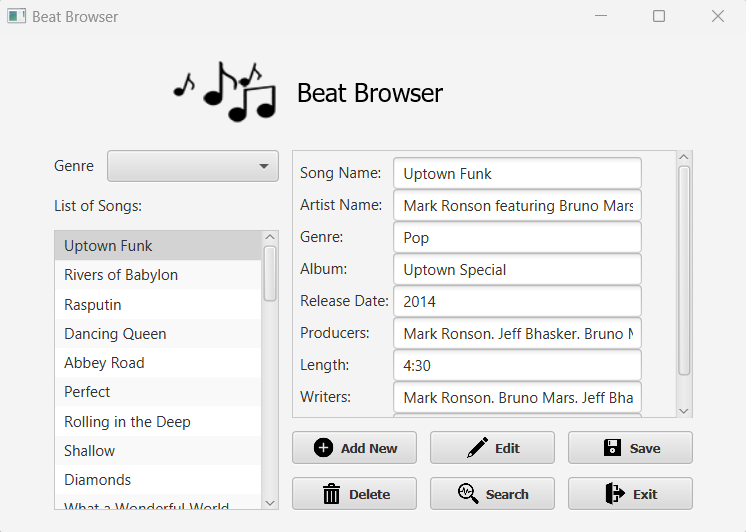 Beat Browser
Beat Browser
Genre
List of Songs:
Uptown Funk
Rivers of Babylon
Rasputin
Dancing Queen
Abbey Road
Perfect
Rolling in the Deep
Shallow
Diamonds
What a Wonderful World
Song Name: Uptown Funk
Artist Name: Mark Ronson featuring Bruno Mars
Genre: Pop
Album: Uptown Special
Release Date: 2014
Producers: Mark Ronson. Jeff Bhasker. Bruno
Length: 4:30
Writers: Mark Ronson. Bruno Mars. Jeff Bha
Add New Edit Save
Delete Search Exit